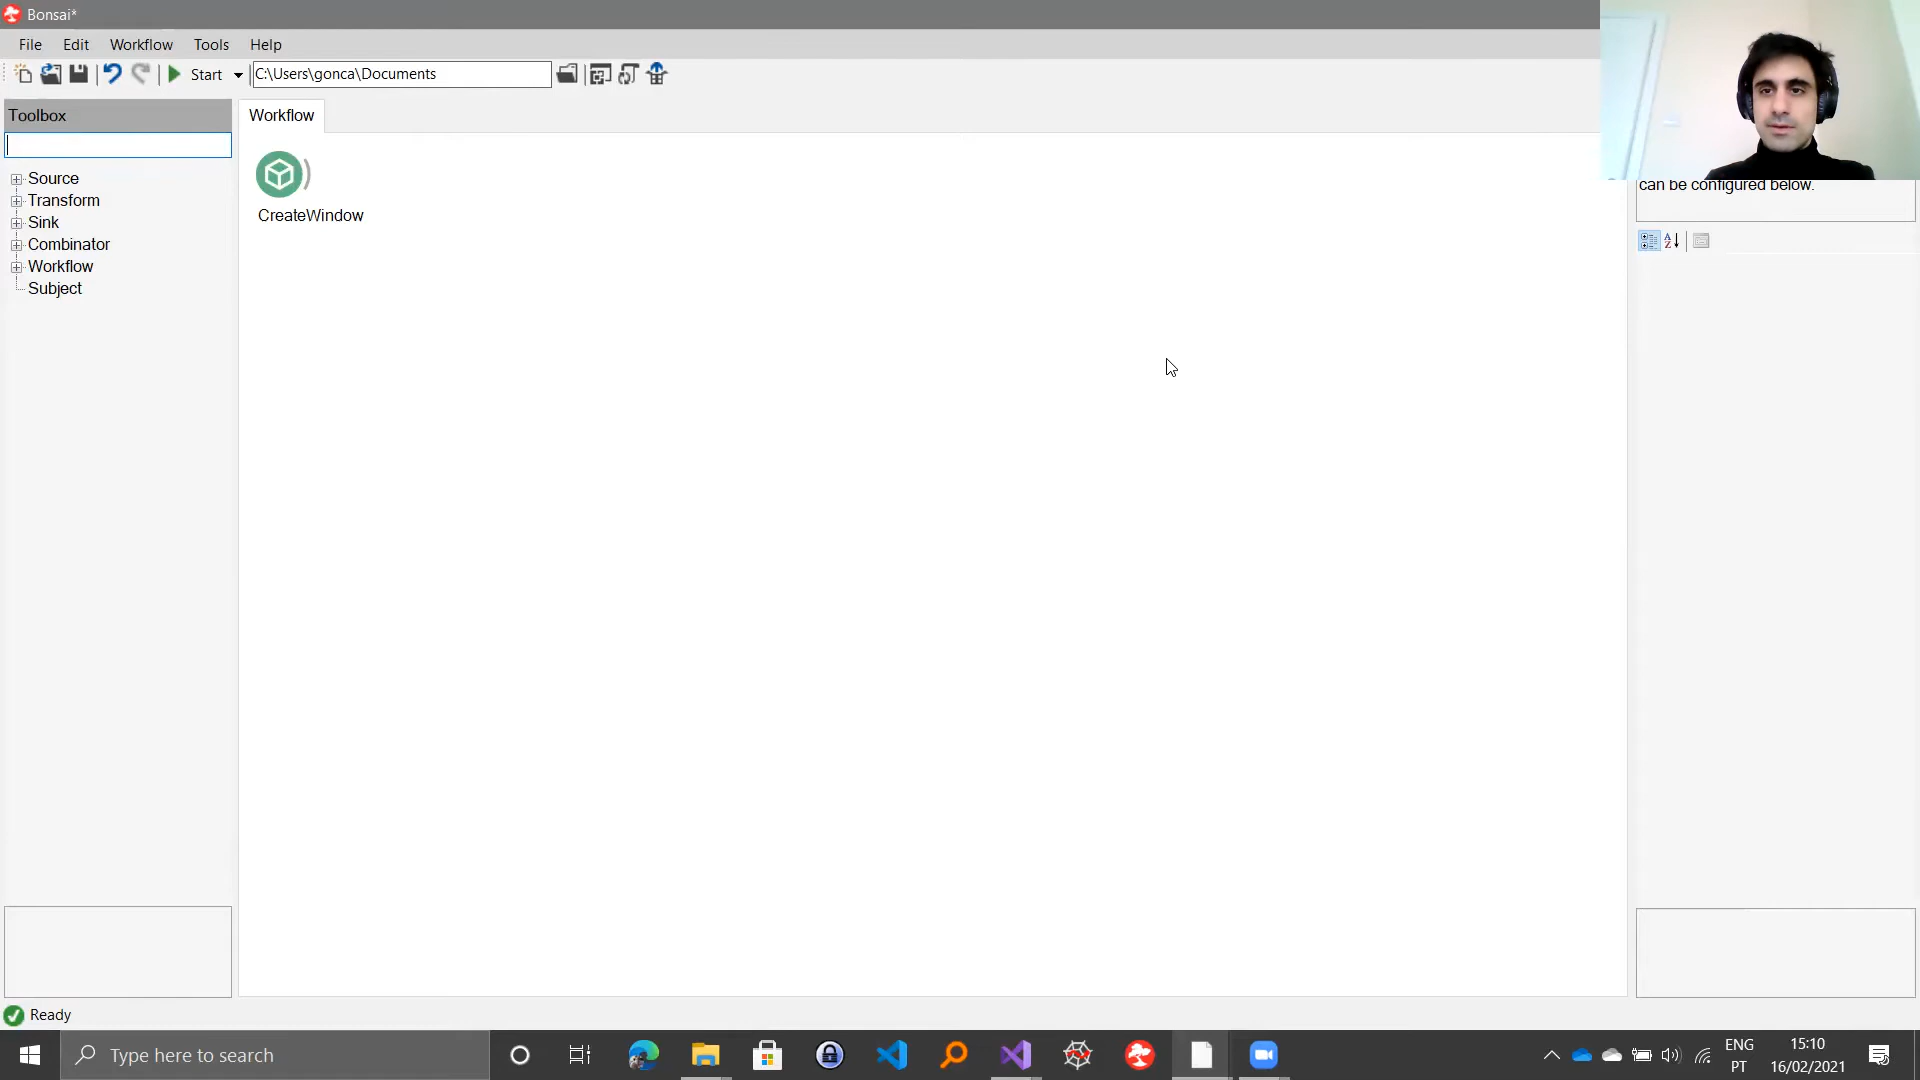 Bonsai*
File Edit Workflow Tools Help
Start C:\Users\gonca\Documents
Toolbox
Workflow
Source
Transform
Sink
Combinator
Workflow
Subject
CreateWindow
can be configured below.
Ready
Type here to search
ENG
PT
15:10
16/02/2021